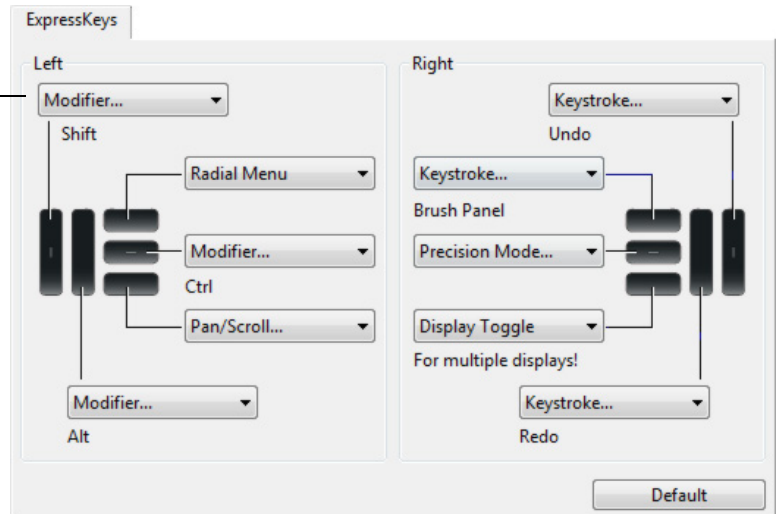 ExpressKeys
Left
Modifier...
Shift
Radial Menu
Modifier...
Ctrl
Pan/Scroll...
Modifier...
Alt
Right
Keystroke...
Undo
Keystroke...
Brush Panel
Precision Mode...
Display Toggle
For multiple displays!
Keystroke...
Redo
Default